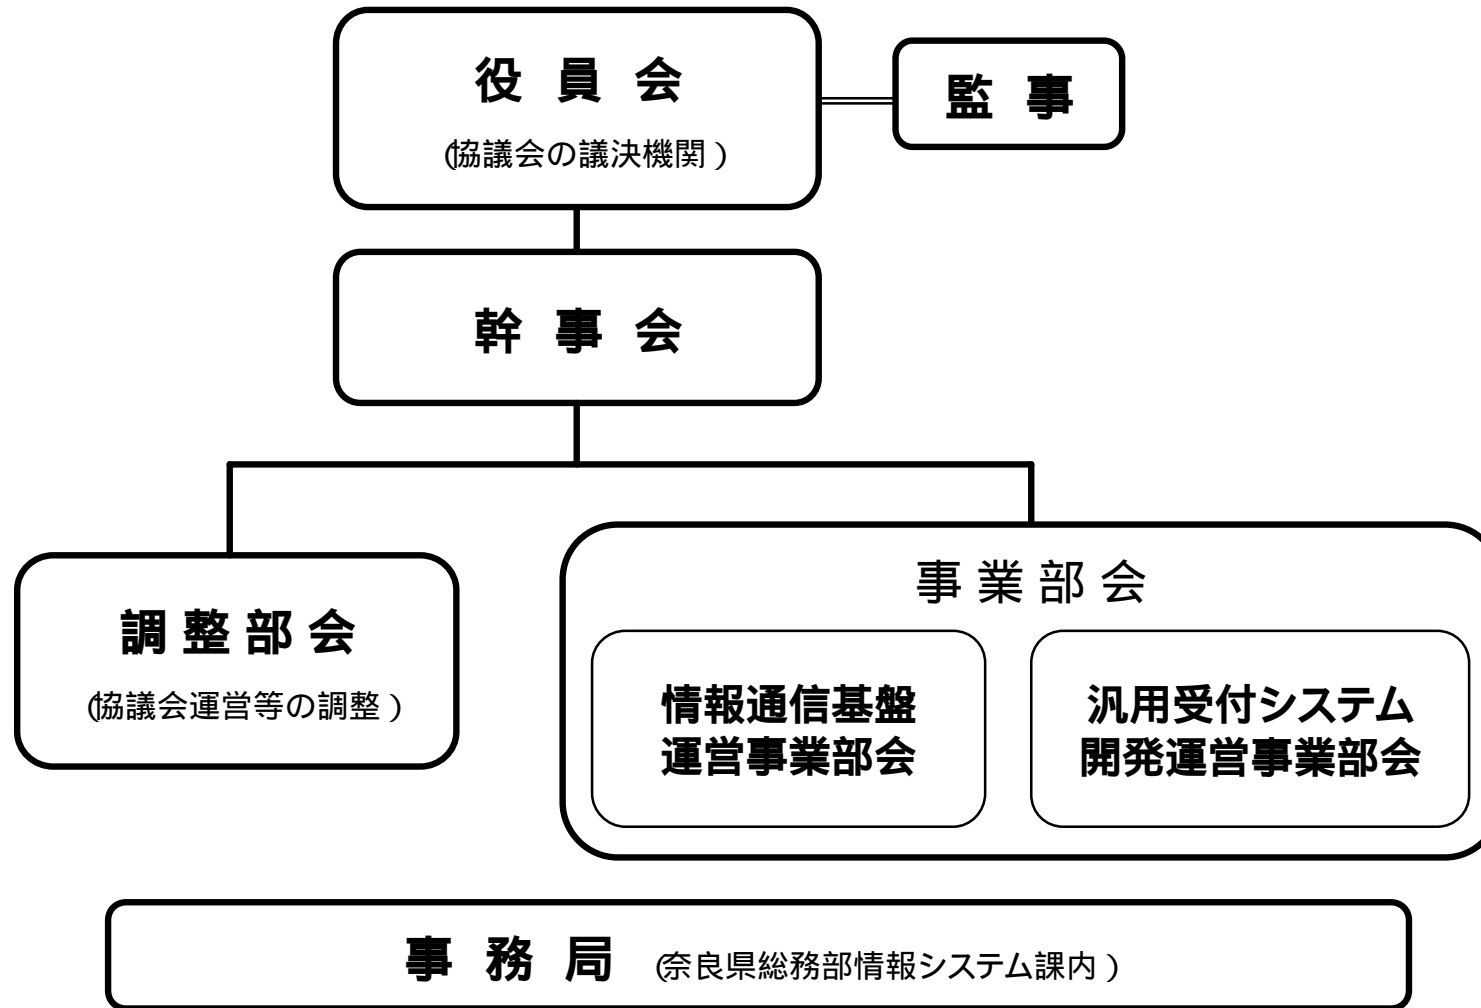 役員会
監事
(協議会の議決機関)
幹事会
事業部会
調整部会
(協議会運営等の調整)
情報通信基盤
運営事業部会
汎用受付システム
開発運営事業部会
事務局 (奈良県総務部情報システム課内)